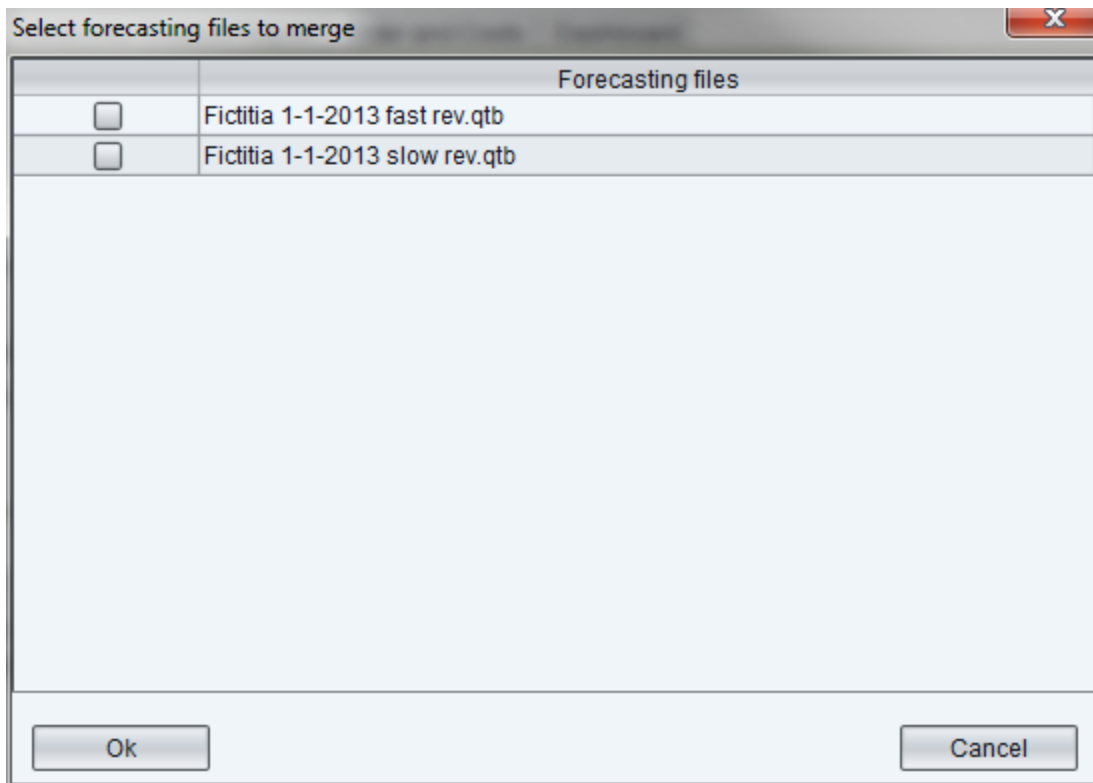 Select forecasting files to merge
Forecasting files
Fictitia 1-1-2013 fast rev.qtb
Fictitia 1-1-2013 slow rev.qtb
Ok
Cancel